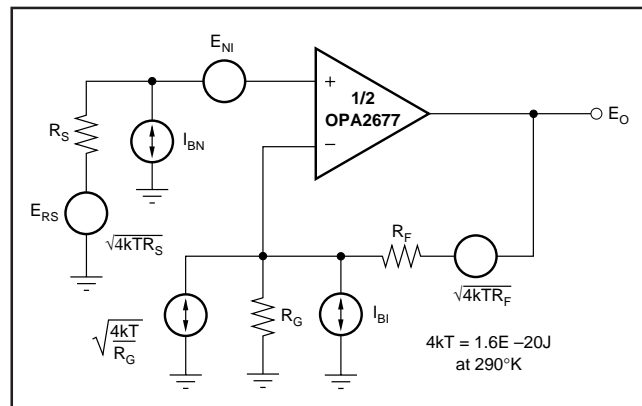 E_NI
+
1/2
OPA2677
−
E_O
R_S
I_BN
E_RS
√4kTR_S
R_F
√4kTR_F
√4kT/R_G
R_G
I_BI
4kT = 1.6E –20J
at 290°K